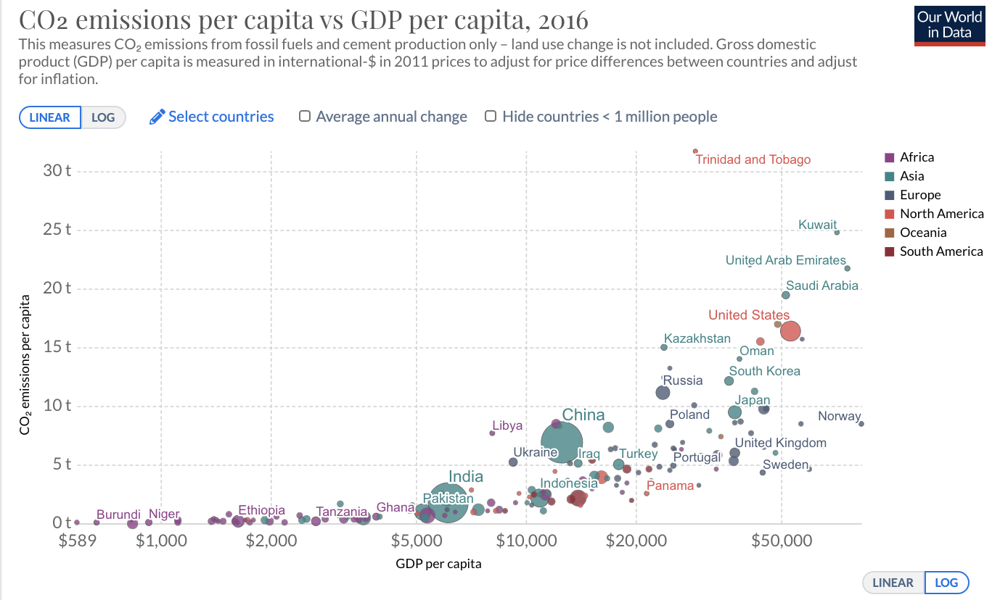 CO2 emissions per capita vs GDP per capita, 2016
Our World
in Data
This measures CO₂ emissions from fossil fuels and cement production only – land use change is not included. Gross domestic
product (GDP) per capita is measured in international-$ in 2011 prices to adjust for price differences between countries and adjust
for inflation.
LINEAR LOG
Select countries
Average annual change
Hide countries < 1 million people
30 t
25 t
20 t
15 t
10 t
5 t
0 t
CO₂ emissions per capita
Trinidad and Tobago
Kuwait
United Arab Emirates
Saudi Arabia
United States
Kazakhstan
Oman
South Korea
Russia
Japan
China
Poland
Norway
Libya
United Kingdom
Ukraine
Iraq
Turkey
Portugal
Sweden
India
Indonesia
Panama
Pakistan
Ghana
Ethiopia
Tanzania
Burundi
Niger
$589
$1,000
$2,000
$5,000
$10,000
$20,000
$50,000
GDP per capita
Africa
Asia
Europe
North America
Oceania
South America
LINEAR LOG